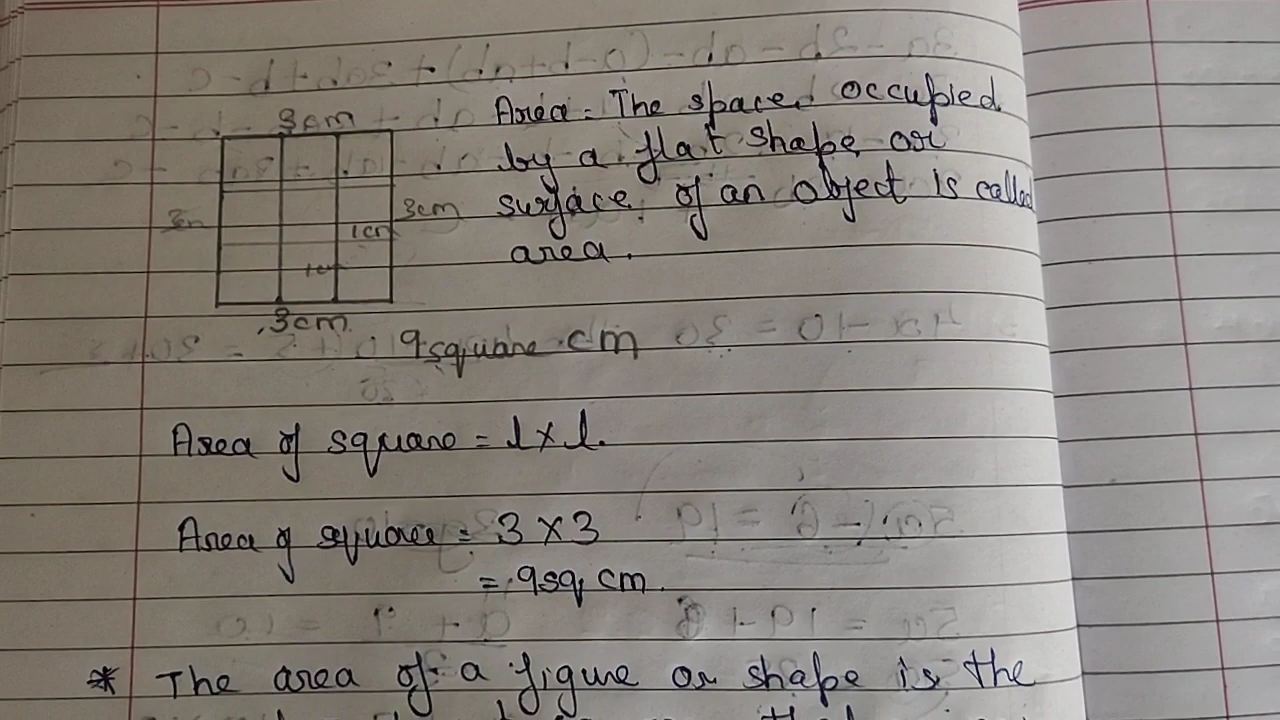 3cm
Area - The space occupied
by a flat shape or
3cm surface of an object is called
1cm
area.
3cm
9 square cm
Area of square = l x l.
Area of square = 3 x 3
= 9 sq cm.
* The area of a figure or shape is the